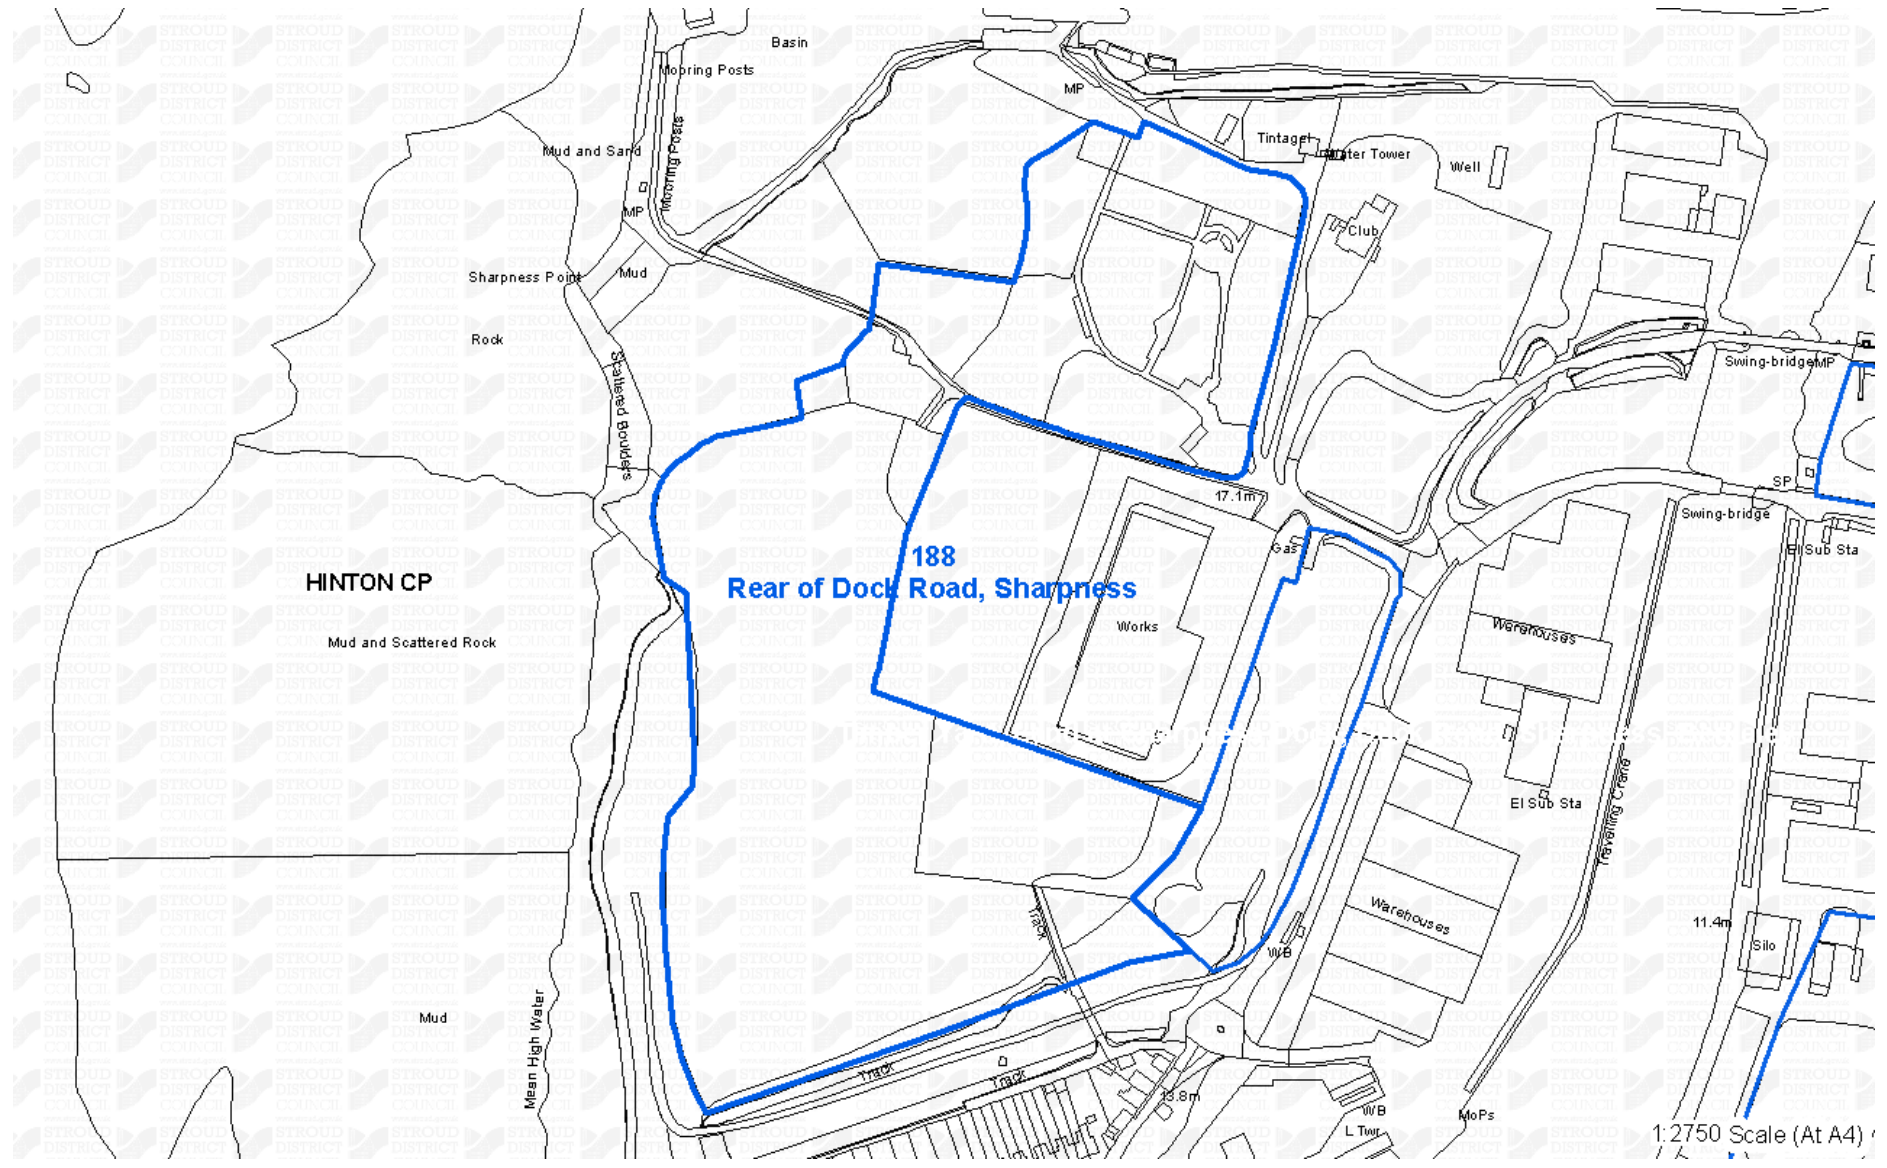 Basin
Mooring Posts
MP
Tintagel
Water Tower
Well
Mud and Sand
Mooring Posts
MP
Club
Sharpness Point
Mud
Rock
Scattered Boulders
Swing-bridge
MP
SP
17.1m
Swing-bridge
Gas
El Sub Sta
188
Rear of Dock Road, Sharpness
HINTON CP
Works
Warehouses
Mud and Scattered Rock
El Sub Sta
Travelling Crane
Track
Warehouses
11.4m
Silo
WB
Mud
Mean High Water
Track
Track
13.8m
WB
MoPs
L Twr
1:2750 Scale (At A4)
STROUD
DISTRICT
COUNCIL